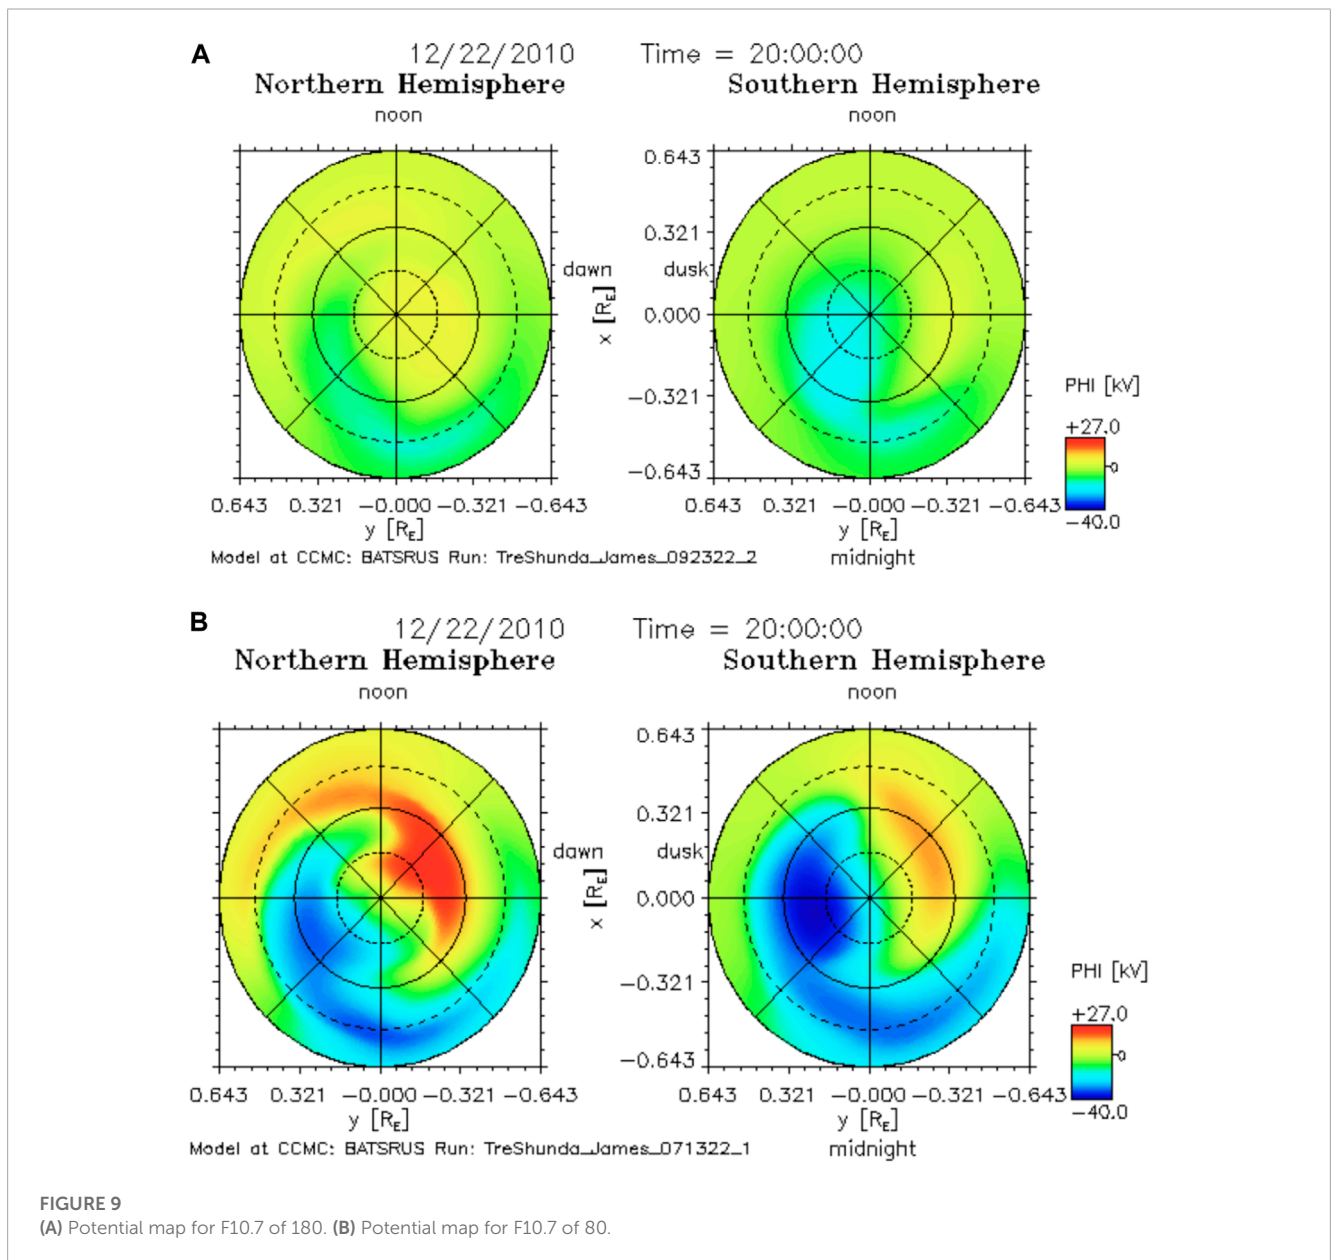 A
12/22/2010 Time = 20:00:00
Northern Hemisphere Southern Hemisphere
noon noon
0.643
0.321
dawn dusk
0.000
x [RE]
−0.321
−0.643
PHI [kV]
+27.0
0
−40.0
0.643 0.321 −0.000 −0.321 −0.643 0.643 0.321 −0.000 −0.321 −0.643
y [RE] y [RE]
Model at CCMC: BATSRUS Run: TreShunda_James_092322_2 midnight
B
12/22/2010 Time = 20:00:00
Northern Hemisphere Southern Hemisphere
noon noon
0.643
0.321
dawn dusk
0.000
x [RE]
−0.321
−0.643
PHI [kV]
+27.0
0
−40.0
0.643 0.321 −0.000 −0.321 −0.643 0.643 0.321 −0.000 −0.321 −0.643
y [RE] y [RE]
Model at CCMC: BATSRUS Run: TreShunda_James_071322_1 midnight
FIGURE 9
(A) Potential map for F10.7 of 180. (B) Potential map for F10.7 of 80.